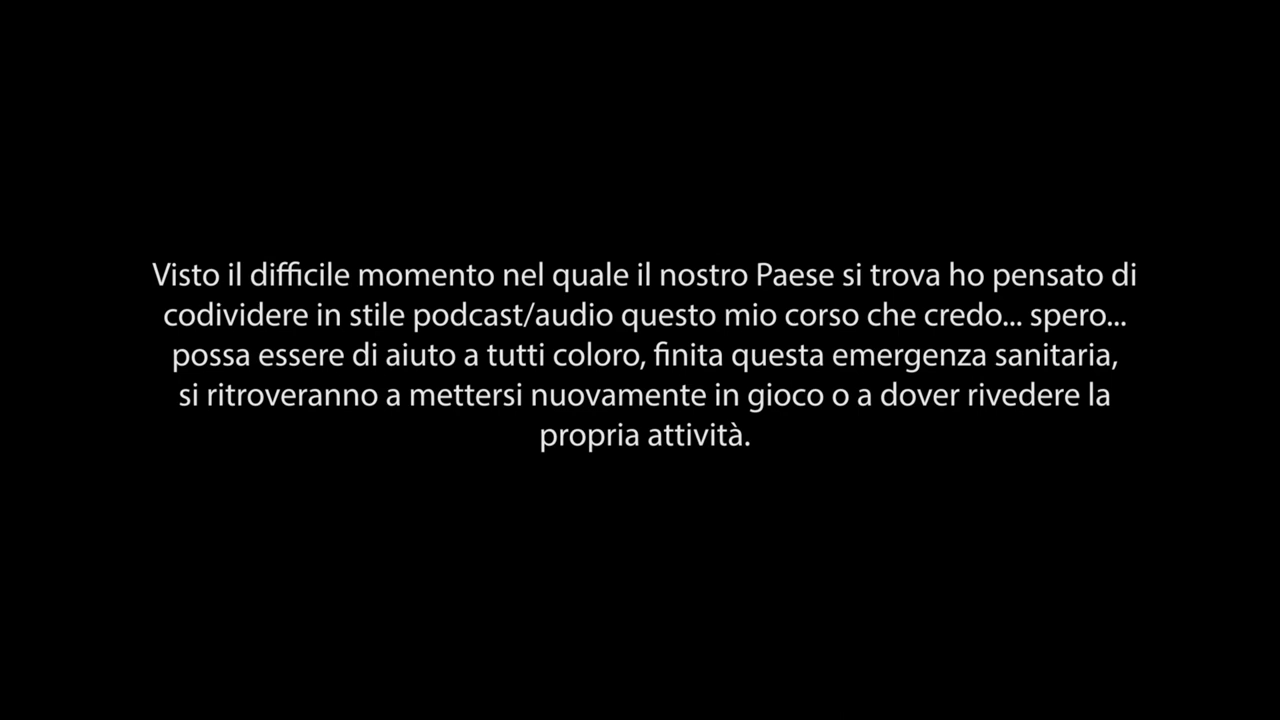 Visto il difficile momento nel quale il nostro Paese si trova ho pensato di
codividere in stile podcast/audio questo mio corso che credo... spero...
possa essere di aiuto a tutti coloro, finita questa emergenza sanitaria,
si ritroveranno a mettersi nuovamente in gioco o a dover rivedere la
propria attività.